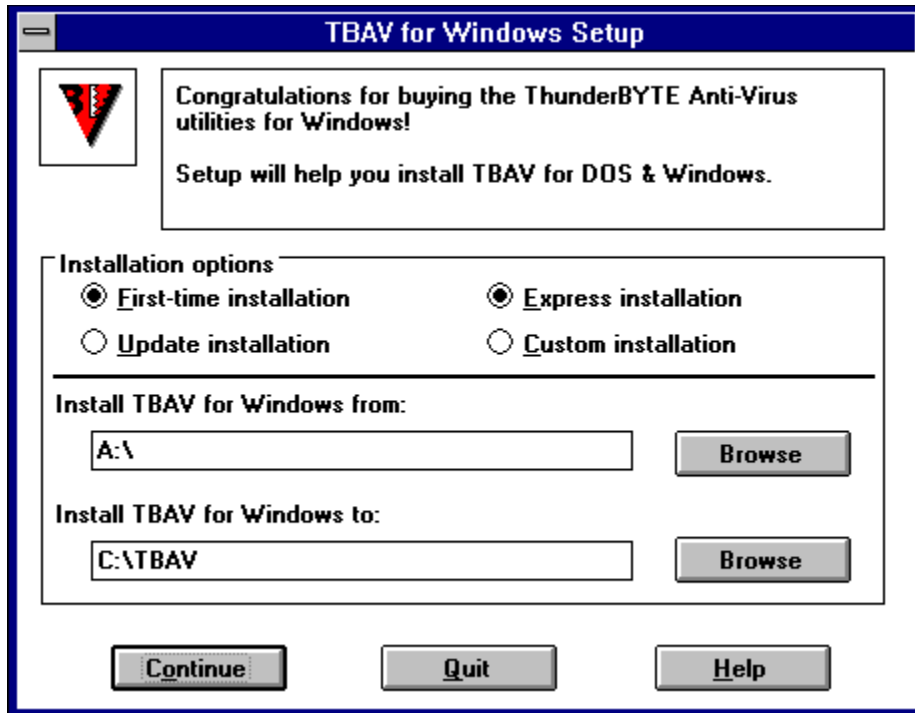 TBAV for Windows Setup
Congratulations for buying the ThunderBYTE Anti-Virus
utilities for Windows!
Setup will help you install TBAV for DOS & Windows.
Installation options
First-time installation
Express installation
Update installation
Custom installation
Install TBAV for Windows from:
A:\
Browse
Install TBAV for Windows to:
C:\TBAV
Browse
Continue
Quit
Help